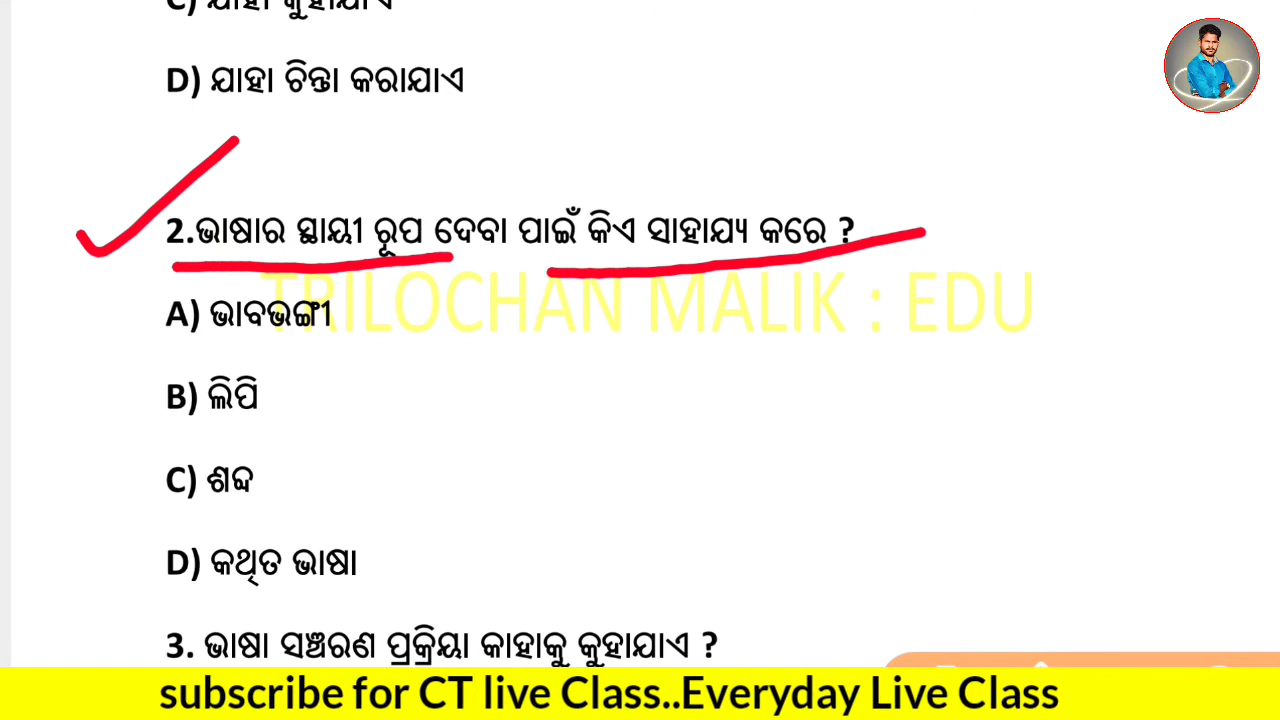 C) ଯାହା କୁହାଯାଏ
D) ଯାହା ଚିନ୍ତା କରାଯାଏ
2.ଭାଷାର ସ୍ଥାୟୀ ରୂପ ଦେବା ପାଇଁ କିଏ ସାହାଯ୍ୟ କରେ ?
TRILOCHAN MALIK : EDU
A) ଭାବଭଙ୍ଗୀ
B) ଲିପି
C) ଶବ୍ଦ
D) କଥିତ ଭାଷା
3. ଭାଷା ସଞ୍ଚରଣ ପ୍ରକ୍ରିୟା କାହାକୁ କୁହାଯାଏ ?
subscribe for CT live Class..Everyday Live Class